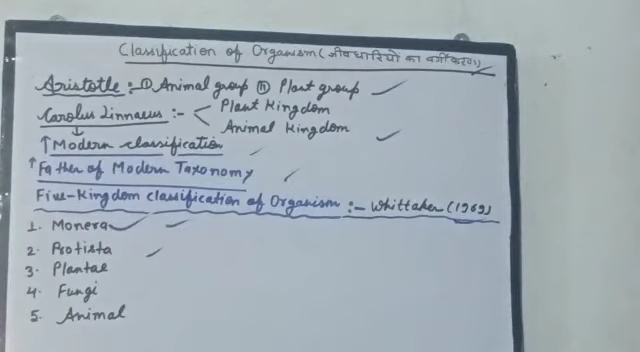 Classification of Organism (जीवधारियों का वर्गीकरण)
Aristotle :- (i) Animal group (ii) Plant group
Carolus Linnaeus :- < Plant Kingdom
Animal Kingdom
↑ Modern classification
↑ Father of Modern Taxonomy
Five-Kingdom classification of Organism :- Whittaker (1969)
1. Monera
2. Protista
3. Plantae
4. Fungi
5. Animal